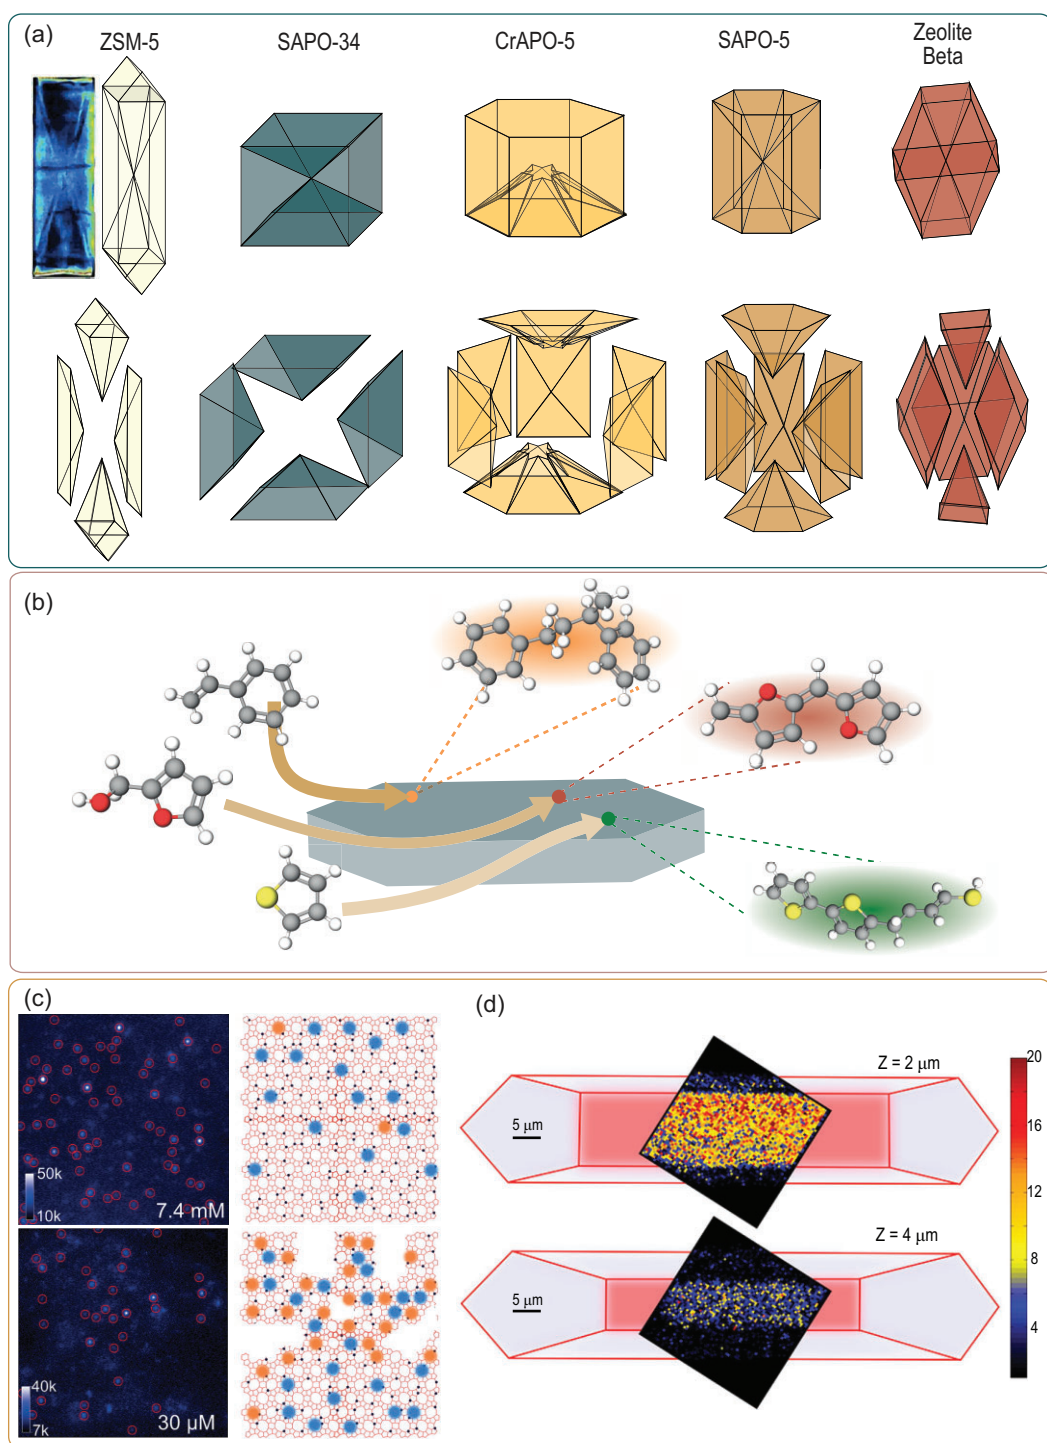 (a)
ZSM-5
SAPO-34
CrAPO-5
SAPO-5
Zeolite
Beta
(b)
(c)
50k
10k
7.4 mM
40k
7k
30 µM
(d)
Z = 2 µm
5 µm
Z = 4 µm
5 µm
20
16
12
8
4